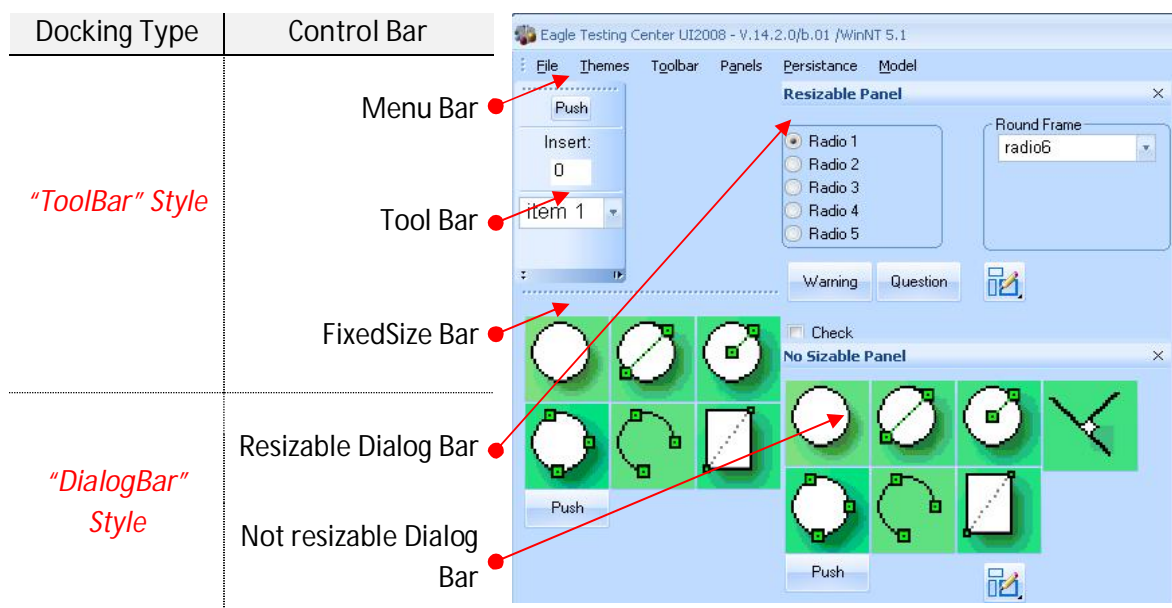 Docking Type
Control Bar
"ToolBar" Style
Menu Bar
Tool Bar
FixedSize Bar
"DialogBar"
Style
Resizable Dialog Bar
Not resizable Dialog
Bar
Eagle Testing Center UI2008 - V.14.2.0/b.01 /WinNT 5.1
File Themes Toolbar Panels Persistance Model
Push
Insert:
0
item 1
Resizable Panel
Radio 1
Radio 2
Radio 3
Radio 4
Radio 5
Round Frame
radio6
Warning
Question
Check
Push
No Sizable Panel
Push